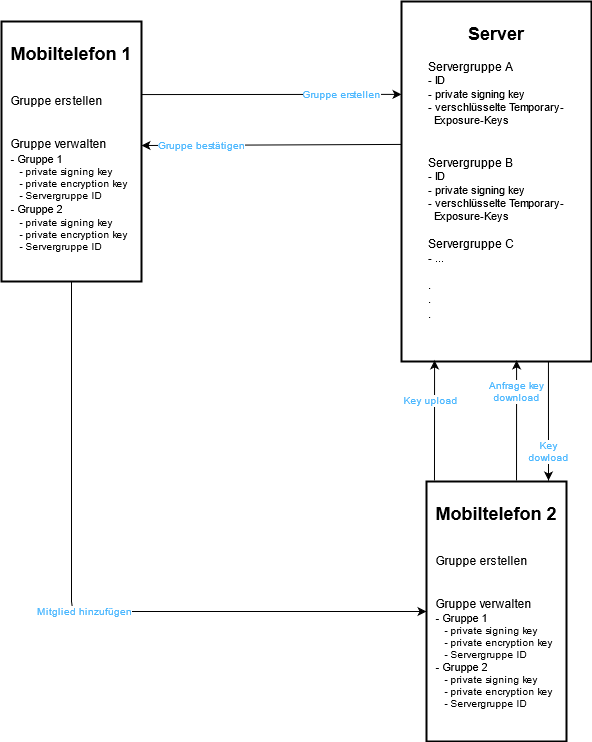 Mobiltelefon 1
Gruppe erstellen
Gruppe verwalten
- Gruppe 1
- private signing key
- private encryption key
- Servergruppe ID
- Gruppe 2
- private signing key
- private encryption key
- Servergruppe ID
Gruppe erstellen
Gruppe bestätigen
Server
Servergruppe A
- ID
- private signing key
- verschlüsselte Temporary-
Exposure-Keys
Servergruppe B
- ID
- private signing key
- verschlüsselte Temporary-
Exposure-Keys
Servergruppe C
- ...
.
.
.
Key upload
Anfrage key
download
Key
dowload
Mitglied hinzufügen
Mobiltelefon 2
Gruppe erstellen
Gruppe verwalten
- Gruppe 1
- private signing key
- private encryption key
- Servergruppe ID
- Gruppe 2
- private signing key
- private encryption key
- Servergruppe ID